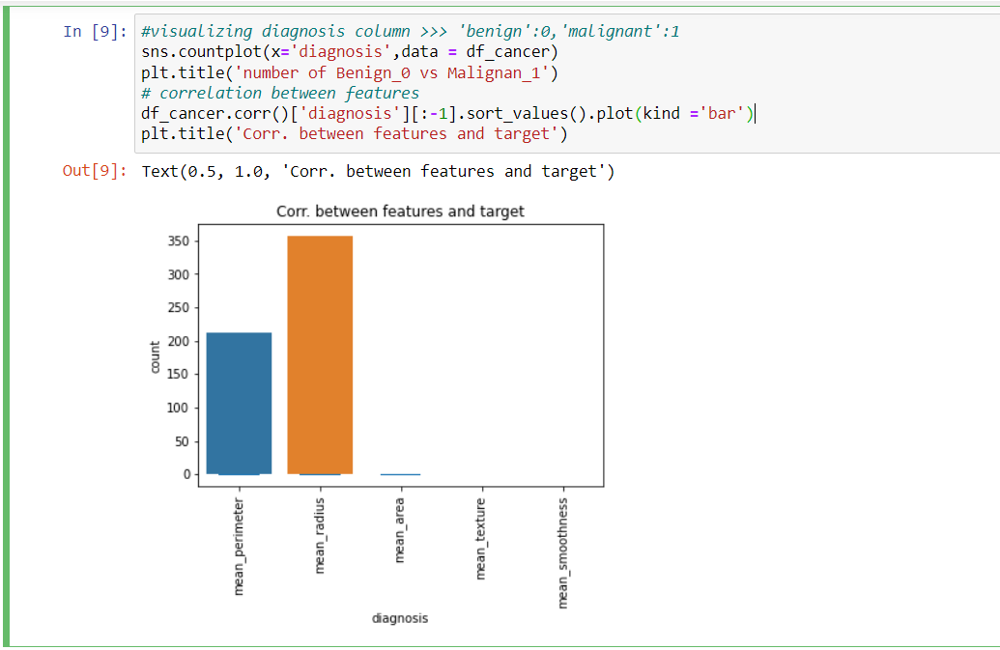 In [9]: #visualizing diagnosis column >>> 'benign':0,'malignant':1
sns.countplot(x='diagnosis',data = df_cancer)
plt.title('number of Benign_0 vs Malignan_1')
# correlation between features
df_cancer.corr()['diagnosis'][:-1].sort_values().plot(kind ='bar')
plt.title('Corr. between features and target')
Out[9]: Text(0.5, 1.0, 'Corr. between features and target')
Corr. between features and target
350
300
250
200
150
100
50
0
count
mean_perimeter
mean_radius
mean_area
mean_texture
mean_smoothness
diagnosis